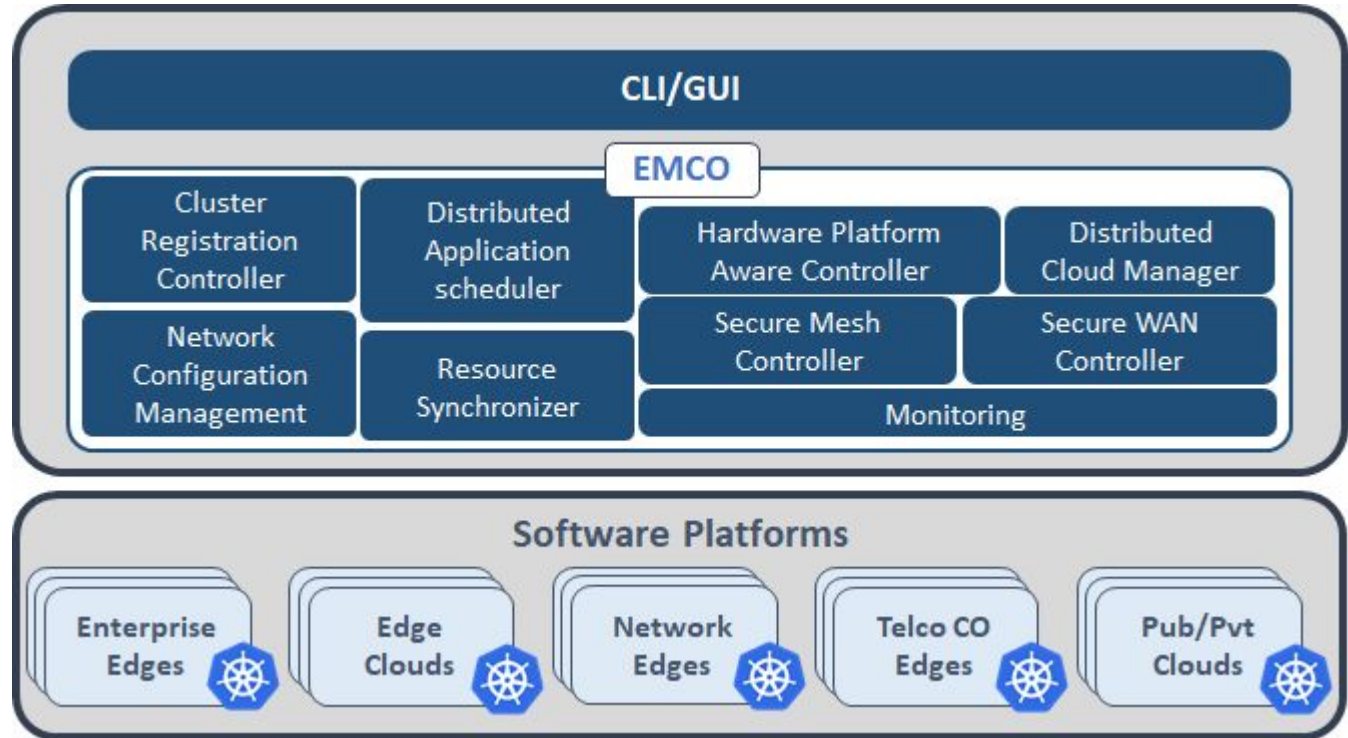 CLI/GUI
EMCO
Cluster
Registration
Controller
Distributed
Application
scheduler
Hardware Platform
Aware Controller
Distributed
Cloud Manager
Network
Configuration
Management
Resource
Synchronizer
Secure Mesh
Controller
Secure WAN
Controller
Monitoring
Software Platforms
Enterprise
Edges
Edge
Clouds
Network
Edges
Telco CO
Edges
Pub/Pvt
Clouds